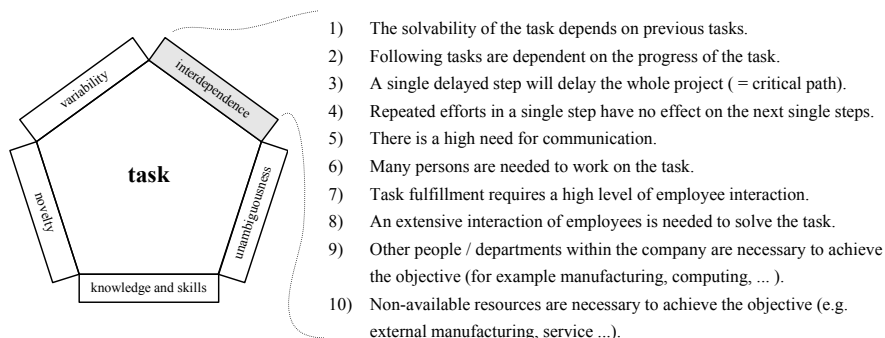 variability
interdependence
novelty
task
unambiguousness
knowledge and skills
1) The solvability of the task depends on previous tasks.
2) Following tasks are dependent on the progress of the task.
3) A single delayed step will delay the whole project ( = critical path).
4) Repeated efforts in a single step have no effect on the next single steps.
5) There is a high need for communication.
6) Many persons are needed to work on the task.
7) Task fulfillment requires a high level of employee interaction.
8) An extensive interaction of employees is needed to solve the task.
9) Other people / departments within the company are necessary to achieve
the objective (for example manufacturing, computing, ... ).
10) Non-available resources are necessary to achieve the objective (e.g.
external manufacturing, service ...).